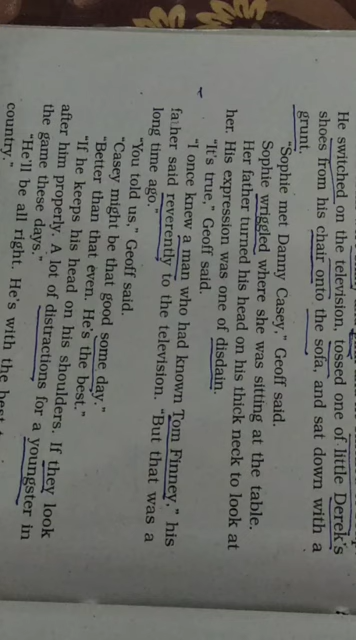 He switched on the television, tossed one of little Derek's
shoes from his chair onto the sofa, and sat down with a
grunt.
"Sophie met Danny Casey," Geoff said.
Sophie wriggled where she was sitting at the table.
Her father turned his head on his thick neck to look at
her. His expression was one of disdain.
"It's true," Geoff said.
"I once knew a man who had known Tom Finney," his
father said reverently to the television. "But that was a
long time ago."
"You told us," Geoff said.
"Casey might be that good some day."
"Better than that even. He's the best."
"If he keeps his head on his shoulders. If they look
after him properly. A lot of distractions for a youngster in
the game these days."
"He'll be all right. He's with the best
country."